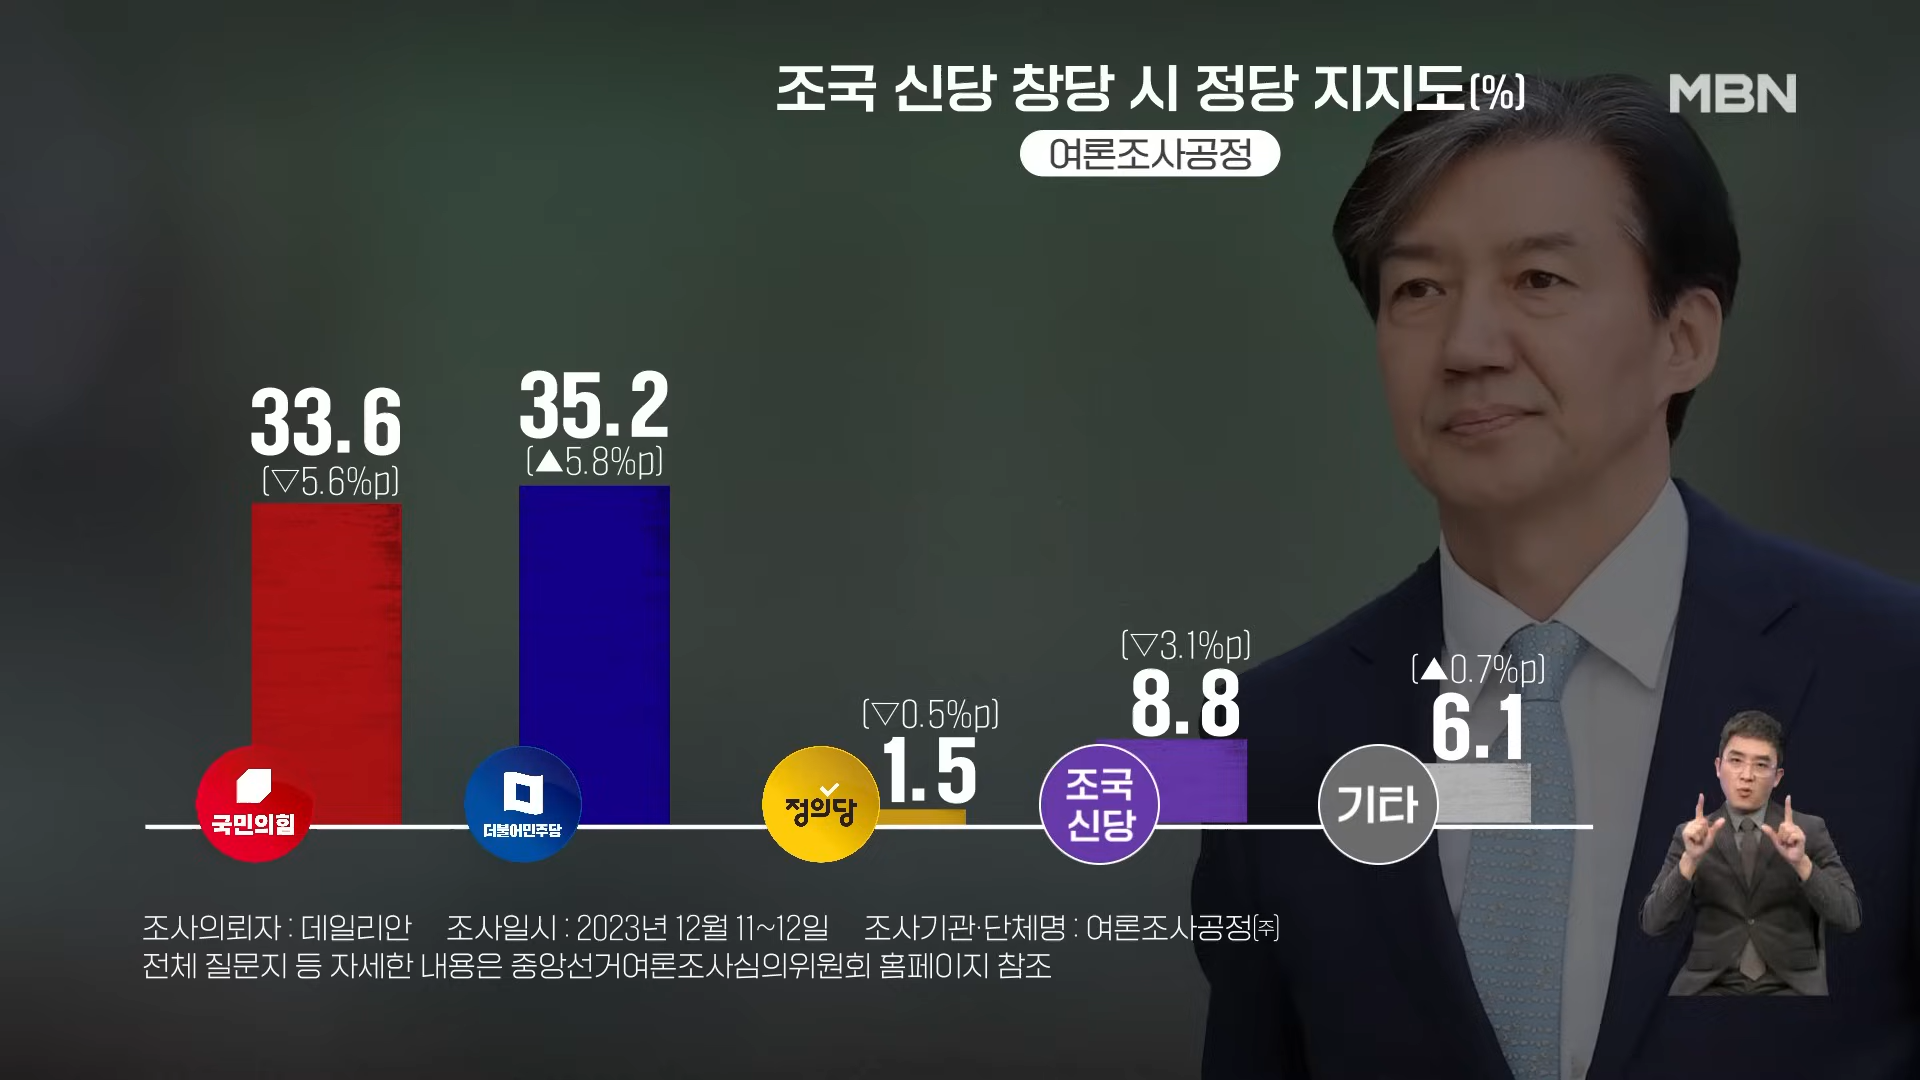 조국 신당 창당 시 정당 지지도(%)
MBN
여론조사공정
33.6
(▽5.6%p)
35.2
(▲5.8%p)
(▽0.5%p)
1.5
(▽3.1%p)
8.8
(▲0.7%p)
6.1
국민의힘
더불어민주당
정의당
조국
신당
기타
조사의뢰자 : 데일리안 조사일시 : 2023년 12월 11~12일 조사기관·단체명 : 여론조사공정㈜
전체 질문지 등 자세한 내용은 중앙선거여론조사심의위원회 홈페이지 참조